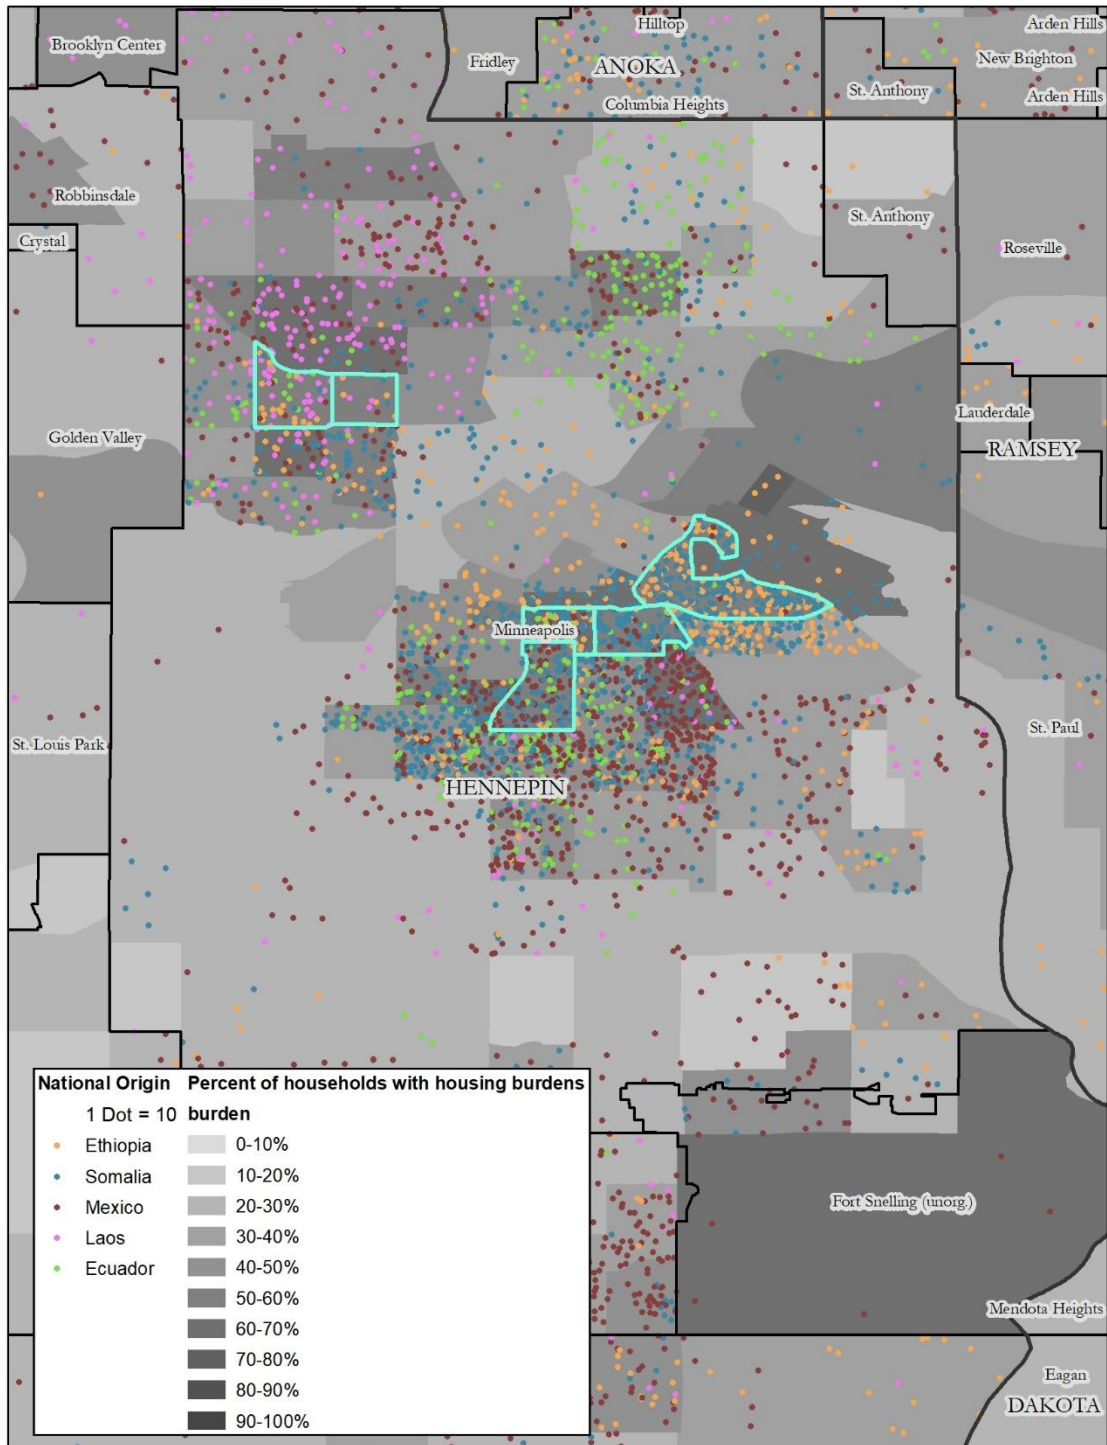 Hilltop
Arden Hills
Brooklyn Center
Fridley
ANOKA
New Brighton
St. Anthony
Arden Hills
Columbia Heights
Robbinsdale
St. Anthony
Crystal
Roseville
Lauderdale
Golden Valley
RAMSEY
Minneapolis
St. Louis Park
St. Paul
HENNEPIN
National Origin Percent of households with housing burdens
1 Dot = 10 burden
Ethiopia 0-10%
Somalia 10-20%
Mexico 20-30%
Laos 30-40%
Ecuador 40-50%
50-60%
60-70%
70-80%
80-90%
90-100%
Fort Snelling (unorg.)
Mendota Heights
Eagan
DAKOTA